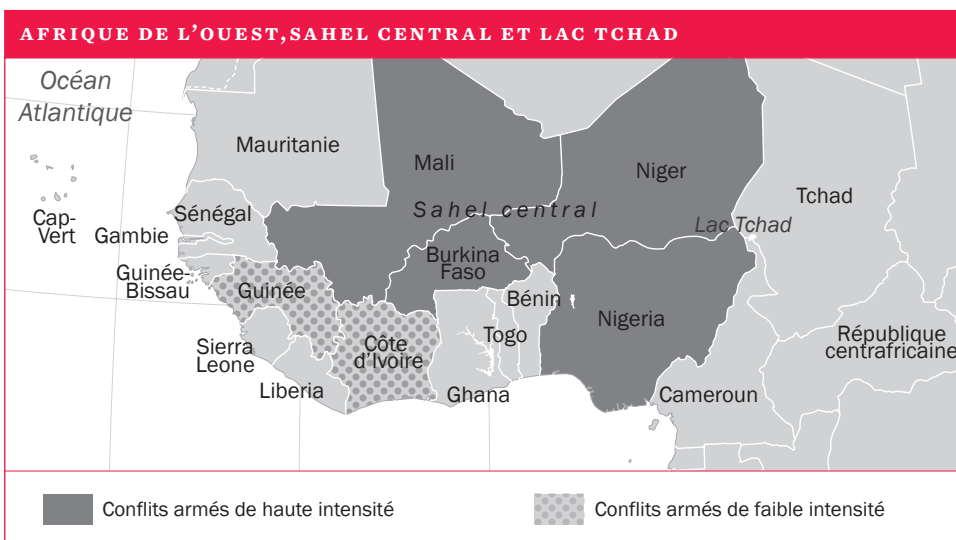 AFRIQUE DE L’OUEST,SAHEL CENTRAL ET LAC TCHAD
Océan
Atlantique
Mauritanie
Mali
Niger
Tchad
Cap-
Vert
Sénégal
Gambie
Sahel central
Lac Tchad
Burkina
Faso
Guinée-
Bissau
Guinée
Bénin
Togo
Nigeria
Côte
d’Ivoire
République
centrafricaine
Sierra
Leone
Liberia
Ghana
Cameroun
Conflits armés de haute intensité
Conflits armés de faible intensité